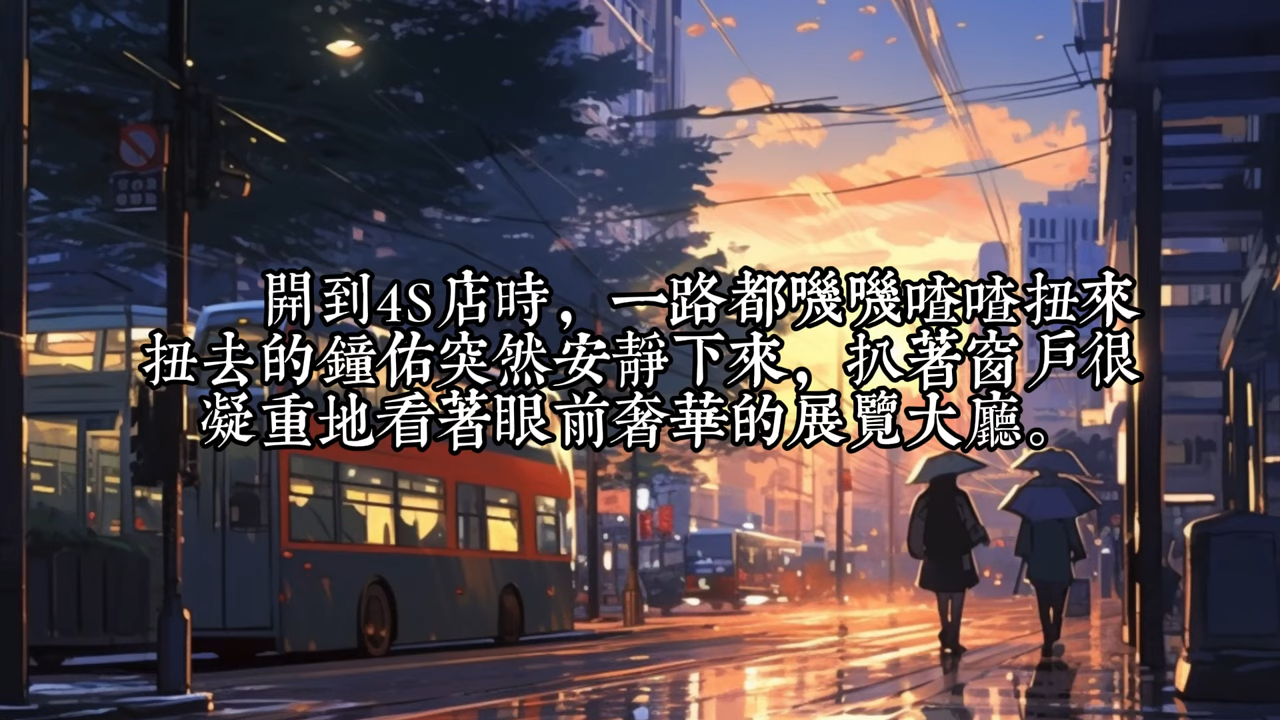 開到4S店時，一路都嘰嘰喳喳扭來
扭去的鐘佑突然安靜下來，扒著窗戶很
凝重地看著眼前奢華的展覽大廳。